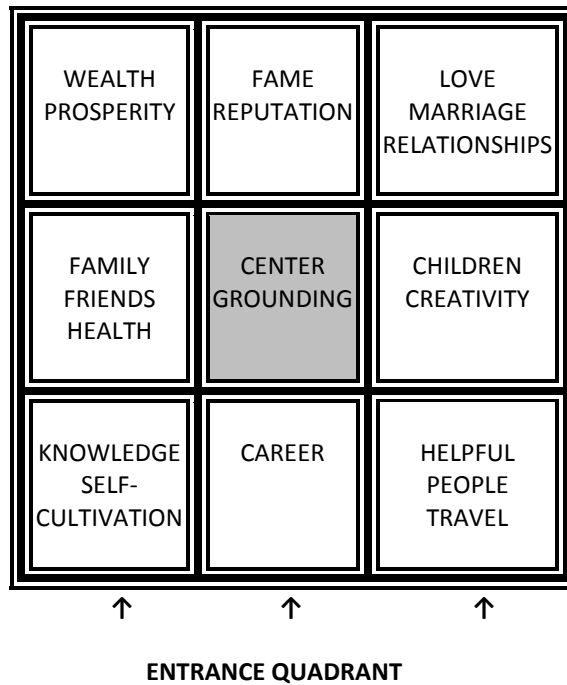 WEALTH
PROSPERITY
FAME
REPUTATION
LOVE
MARRIAGE
RELATIONSHIPS
FAMILY
FRIENDS
HEALTH
CENTER
GROUNDING
CHILDREN
CREATIVITY
KNOWLEDGE
SELF-
CULTIVATION
CAREER
HELPFUL
PEOPLE
TRAVEL
↑ ↑ ↑
ENTRANCE QUADRANT